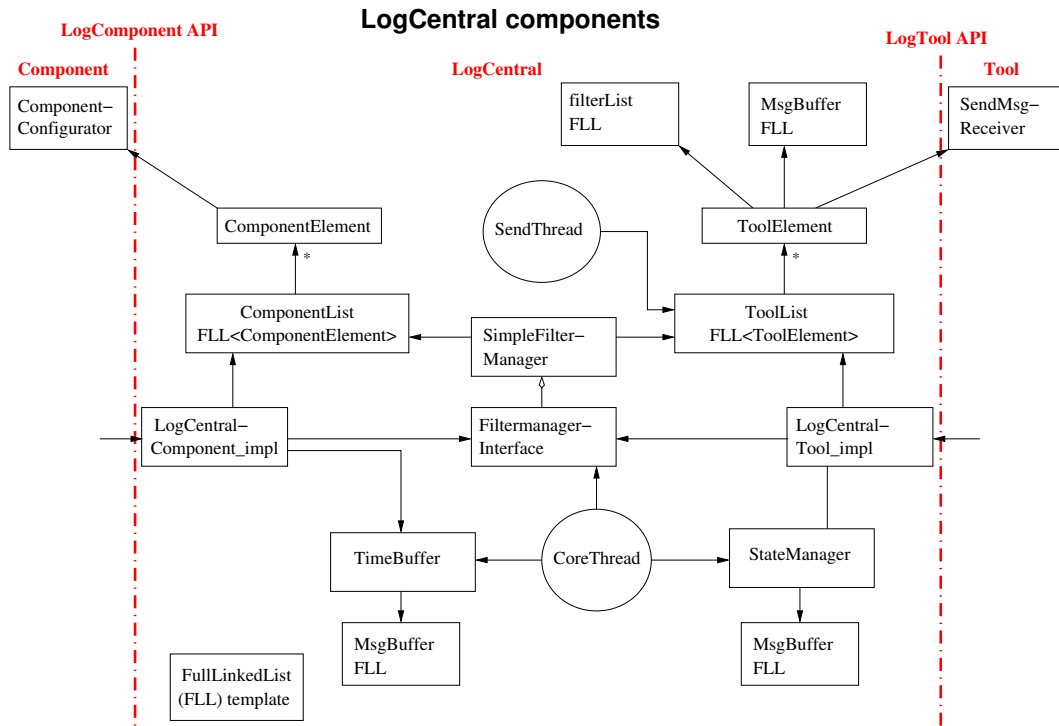 LogCentral components
LogComponent API
LogTool API
Component
LogCentral
Tool
Component–
Configurator
filterList
FLL
MsgBuffer
FLL
SendMsg–
Receiver
ComponentElement
SendThread
ToolElement
*
*
ComponentList
FLL<ComponentElement>
SimpleFilter–
Manager
ToolList
FLL<ToolElement>
LogCentral–
Component_impl
Filtermanager–
Interface
LogCentral–
Tool_impl
TimeBuffer
CoreThread
StateManager
MsgBuffer
FLL
MsgBuffer
FLL
FullLinkedList
(FLL) template